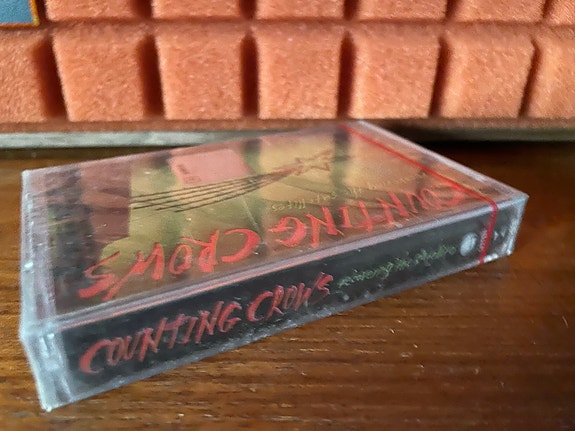 COUNTING CROWS
COUNTING CROWS recovering the satellites